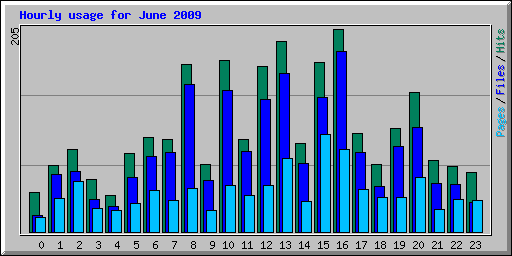 Hourly usage for June 2009
205
Pages/Files/Hits
0 1 2 3 4 5 6 7 8 9 10 11 12 13 14 15 16 17 18 19 20 21 22 23